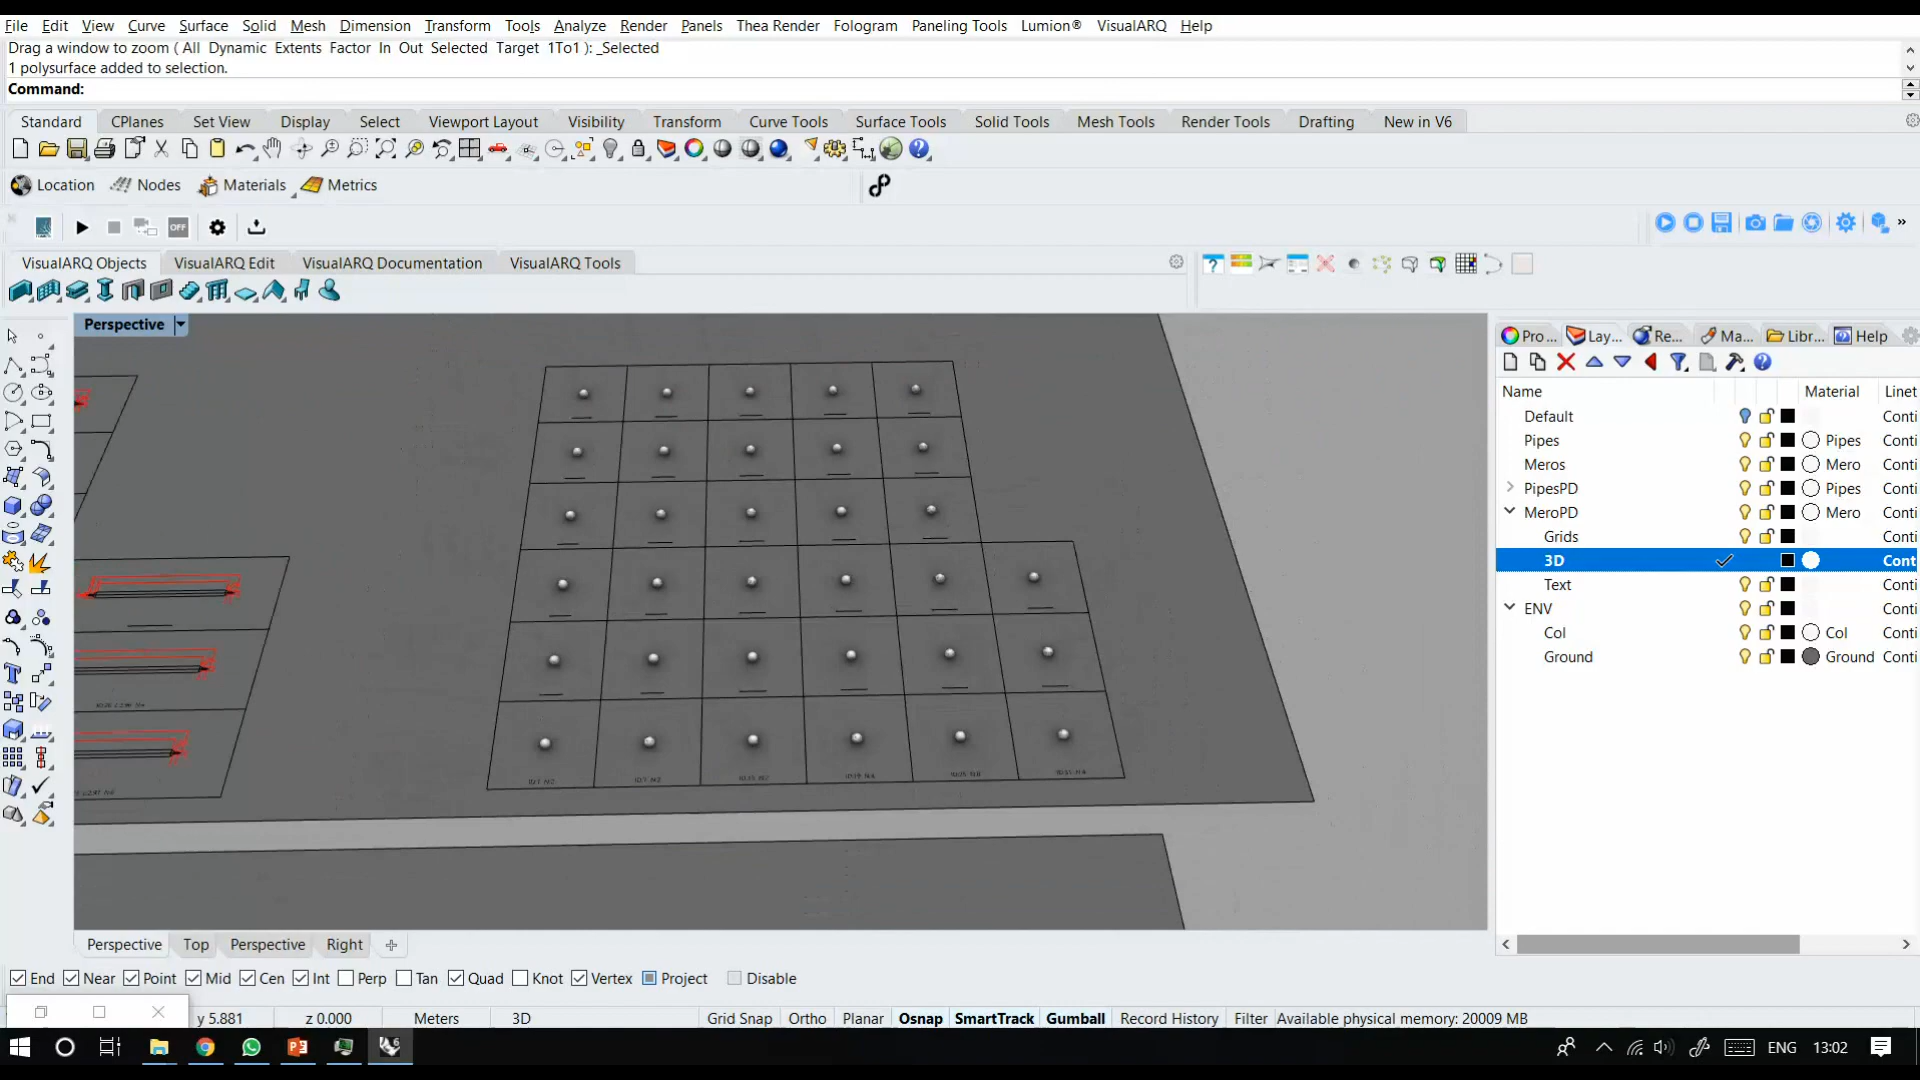 File Edit View Curve Surface Solid Mesh Dimension Transform Tools Analyze Render Panels Thea Render Fologram Paneling Tools Lumion® VisualARQ Help
Drag a window to zoom ( All Dynamic Extents Factor In Out Selected Target 1To1 ): _Selected
1 polysurface added to selection.
Command:
Standard CPlanes Set View Display Select Viewport Layout Visibility Transform Curve Tools Surface Tools Solid Tools Mesh Tools Render Tools Drafting New in V6
Location Nodes Materials Metrics
OFF
VisualARQ Objects VisualARQ Edit VisualARQ Documentation VisualARQ Tools
Perspective
Pro... Lay... Re... Ma... Libr... Help
Name Material Linet
Default Conti
Pipes Pipes Conti
Meros Mero Conti
PipesPD Pipes Conti
MeroPD Mero Conti
Grids Conti
3D Cont
Text Conti
ENV Conti
Col Col Conti
Ground Ground Conti
Perspective Top Perspective Right
End Near Point Mid Cen Int Perp Tan Quad Knot Vertex Project Disable
y 5.881 z 0.000 Meters 3D Grid Snap Ortho Planar Osnap SmartTrack Gumball Record History Filter Available physical memory: 20009 MB
ENG 13:02